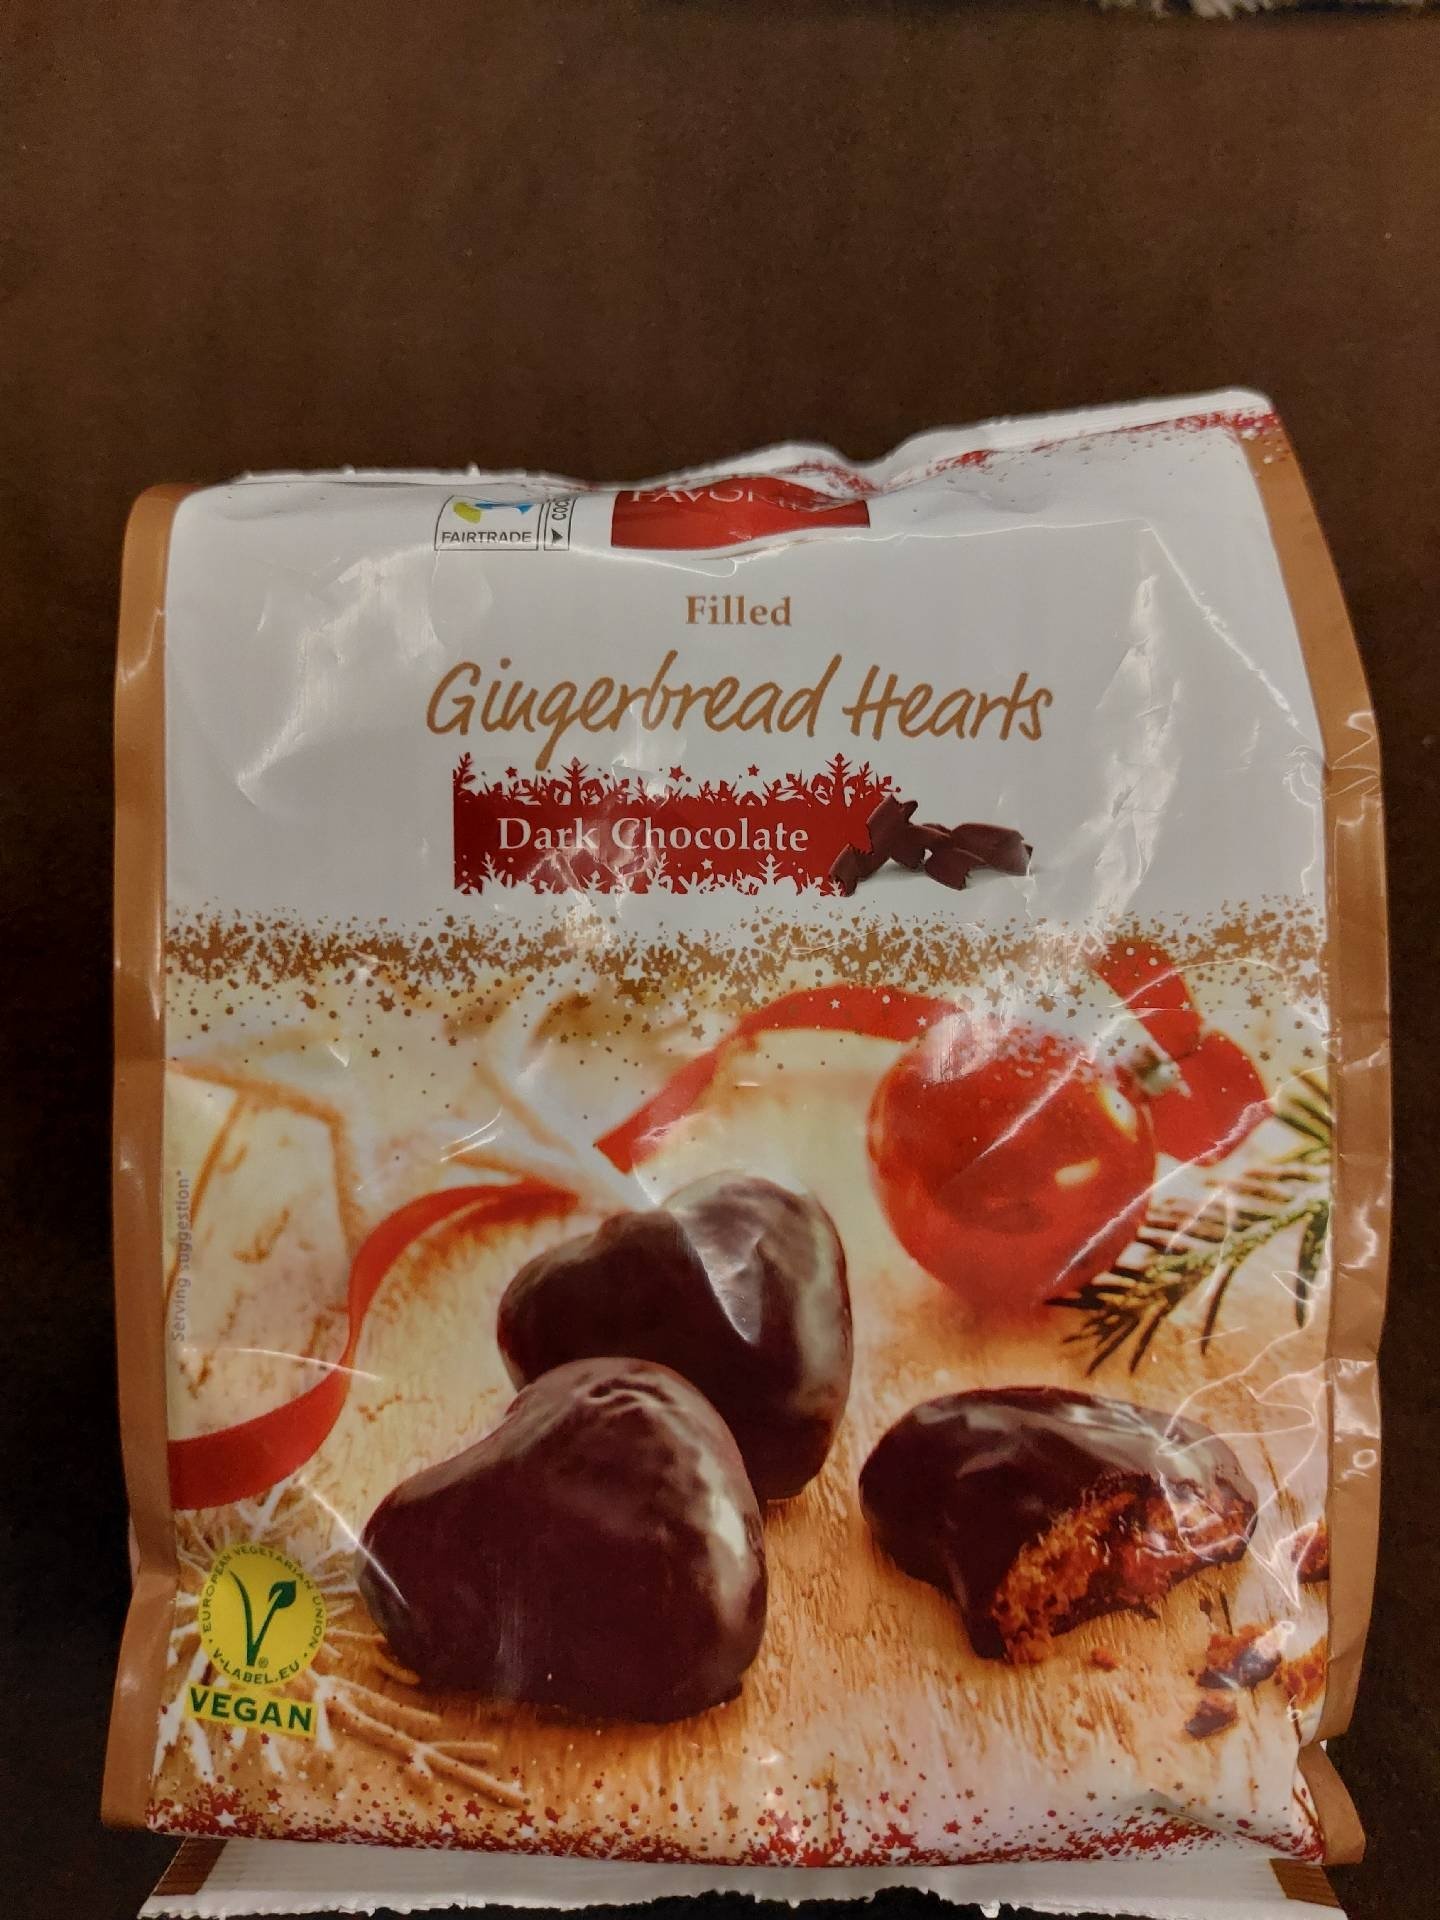 FAIRTRADE
Filled
Gingerbread Hearts
Dark Chocolate
Serving suggestion*
EUROPEAN VEGETARIAN UNION
V-LABEL.EU
VEGAN